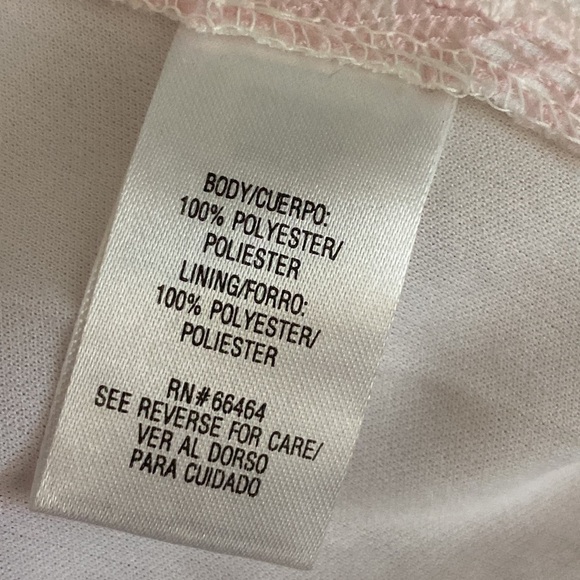 BODY/CUERPO:
100% POLYESTER/
POLIESTER
LINING/FORRO:
100% POLYESTER/
POLIESTER
RN#66464
SEE REVERSE FOR CARE/
VER AL DORSO
PARA CUIDADO